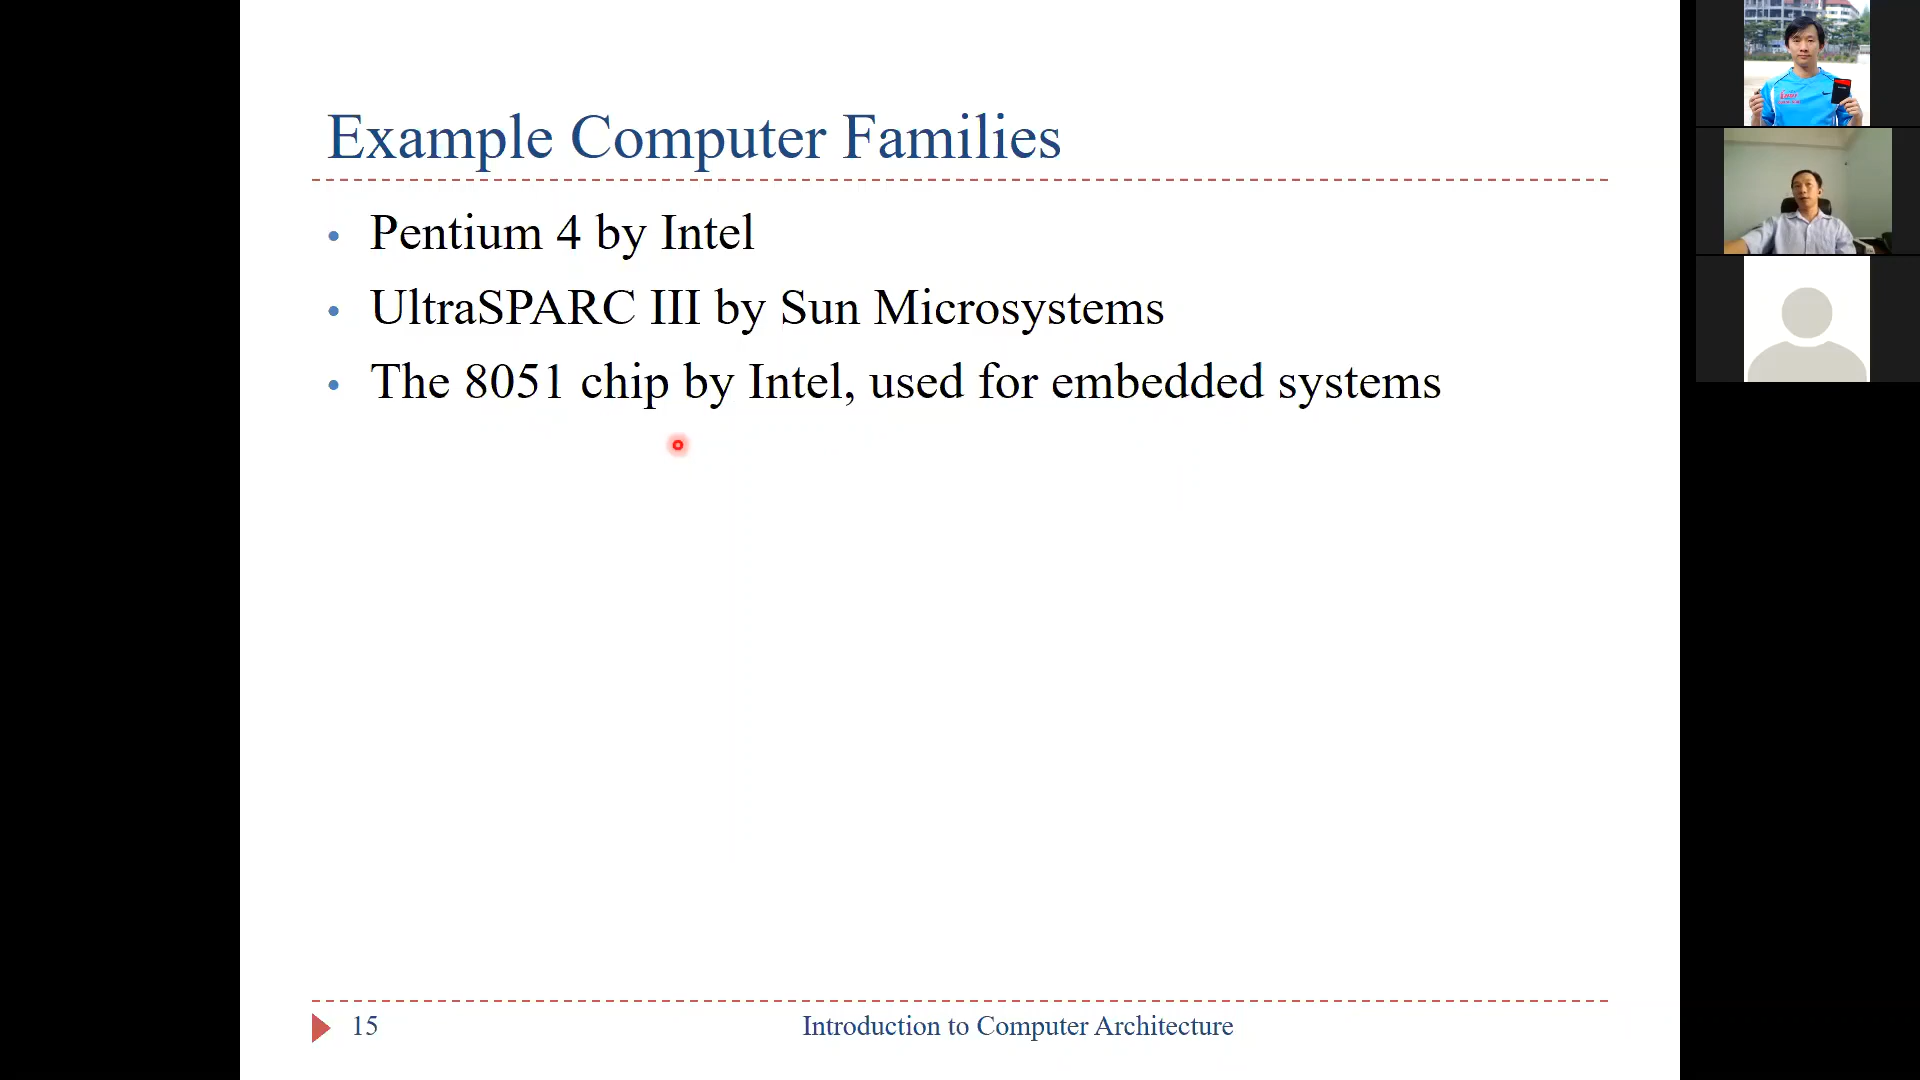 Example Computer Families
• Pentium 4 by Intel
• UltraSPARC III by Sun Microsystems
• The 8051 chip by Intel, used for embedded systems
15
Introduction to Computer Architecture